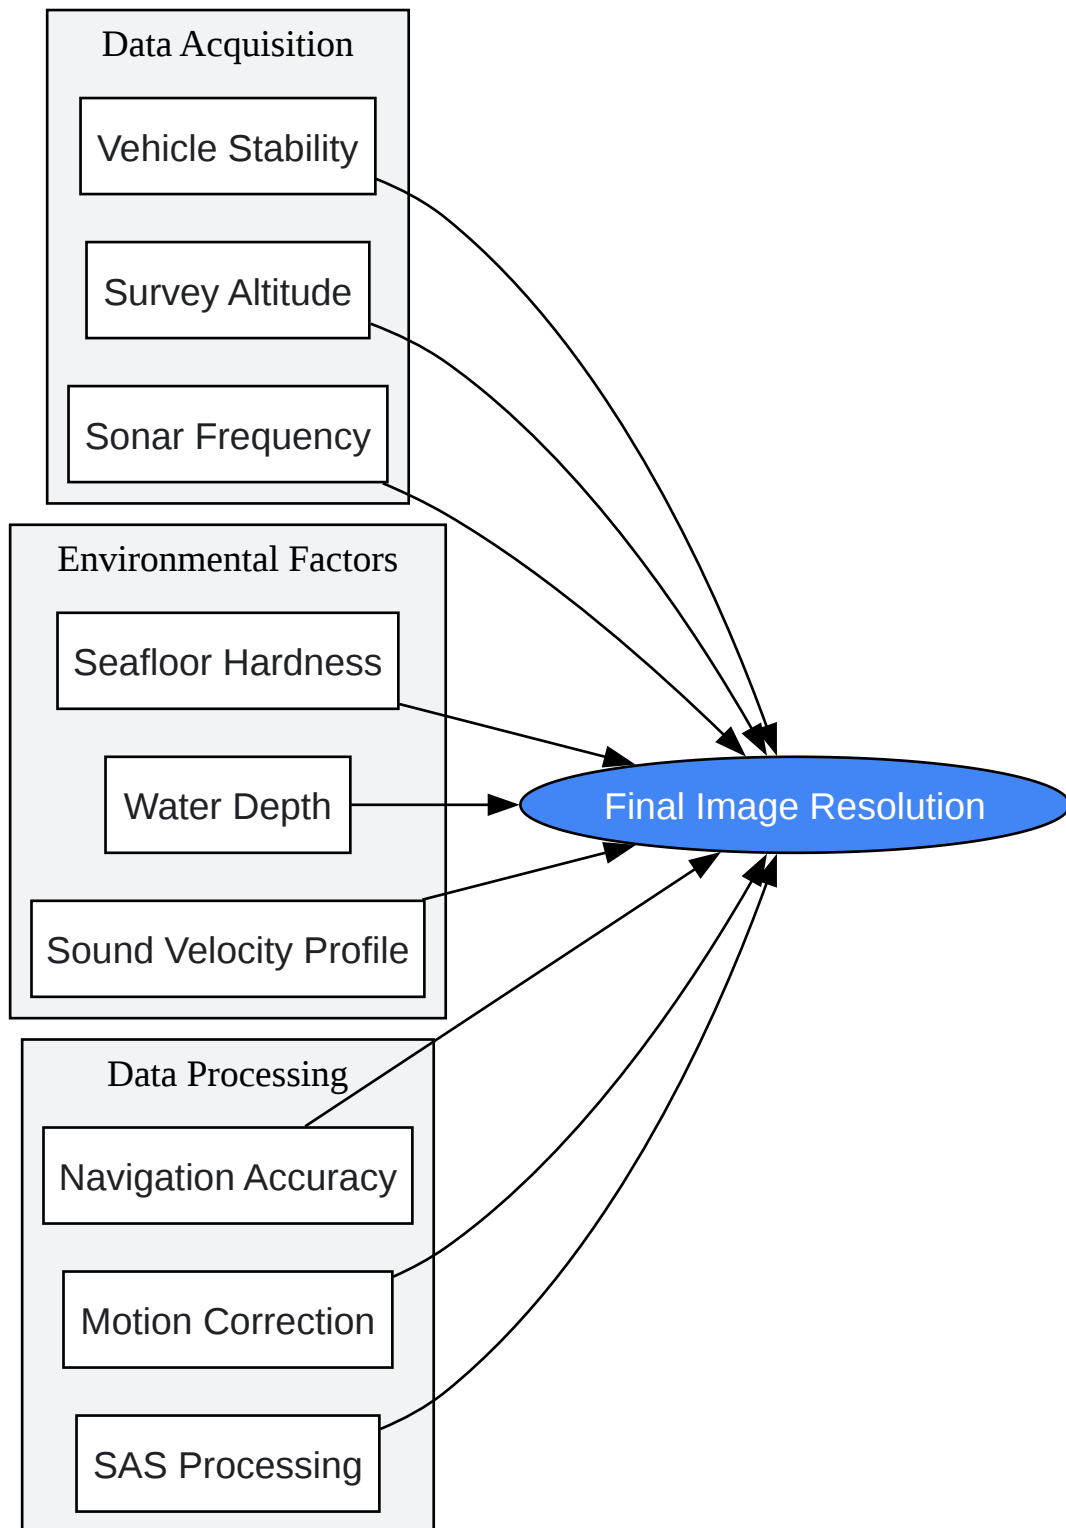 Data Acquisition
Vehicle Stability
Survey Altitude
Sonar Frequency
Environmental Factors
Seafloor Hardness
Water Depth
Sound Velocity Profile
Final Image Resolution
Data Processing
Navigation Accuracy
Motion Correction
SAS Processing